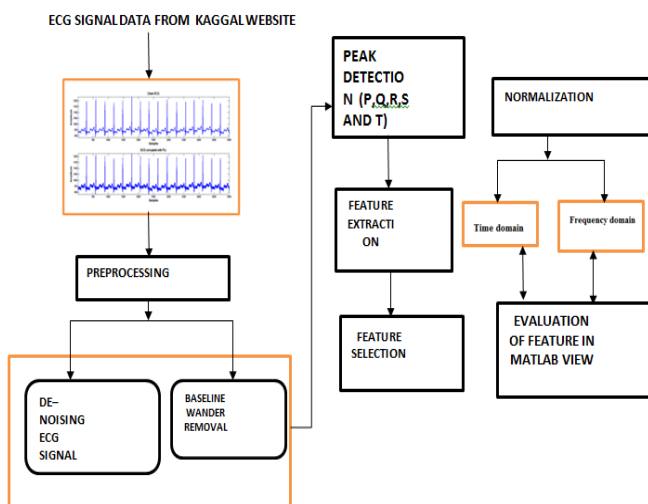 ECG SIGNAL DATA FROM KAGGAL WEBSITE
PREPROCESSING
DE–
NOISING
ECG
SIGNAL
BASELINE
WANDER
REMOVAL
PEAK
DETECTIO
N (P,Q,R,S
AND T)
FEATURE
EXTRACTI
ON
FEATURE
SELECTION
NORMALIZATION
Time domain
Frequency domain
EVALUATION
OF FEATURE IN
MATLAB VIEW